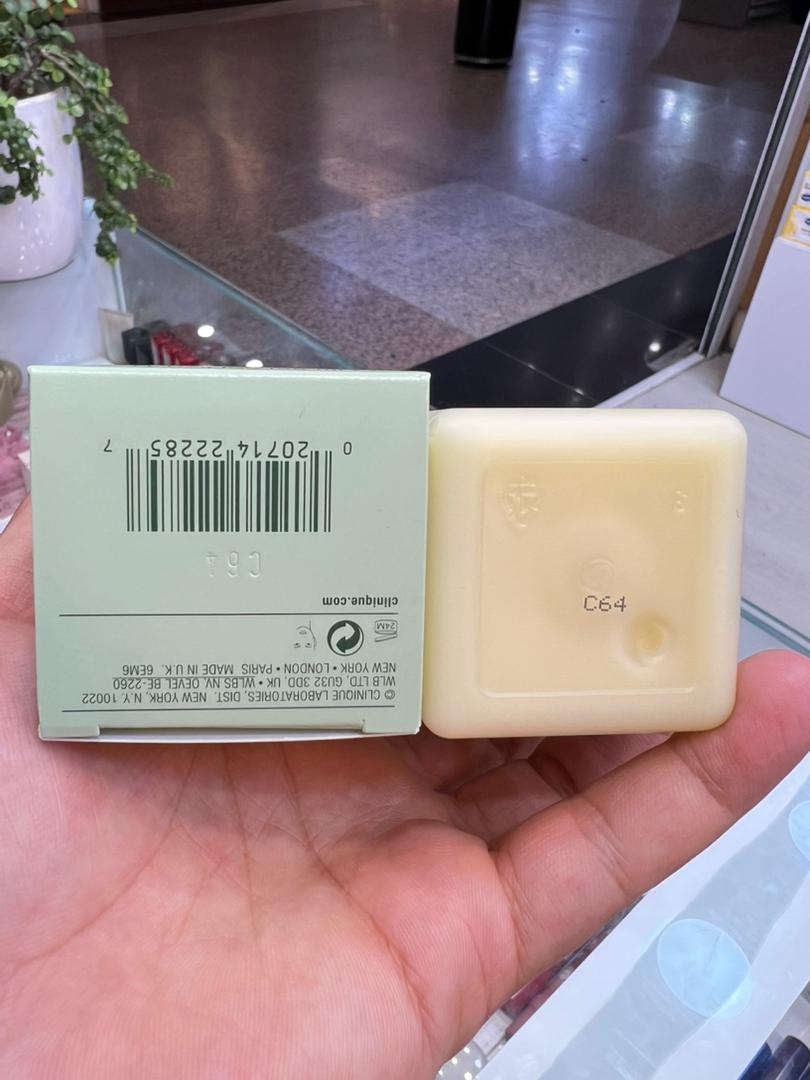 © CLINIQUE LABORATORIES, DIST. NEW YORK, N.Y. 10022
WLB LTD, GU32 3DD, UK • WLBS NV, OEVEL BE-2260
NEW YORK • LONDON • PARIS MADE IN U.K. 6EM6
24M
clinique.com
C64
0 20714 22285 7
C64